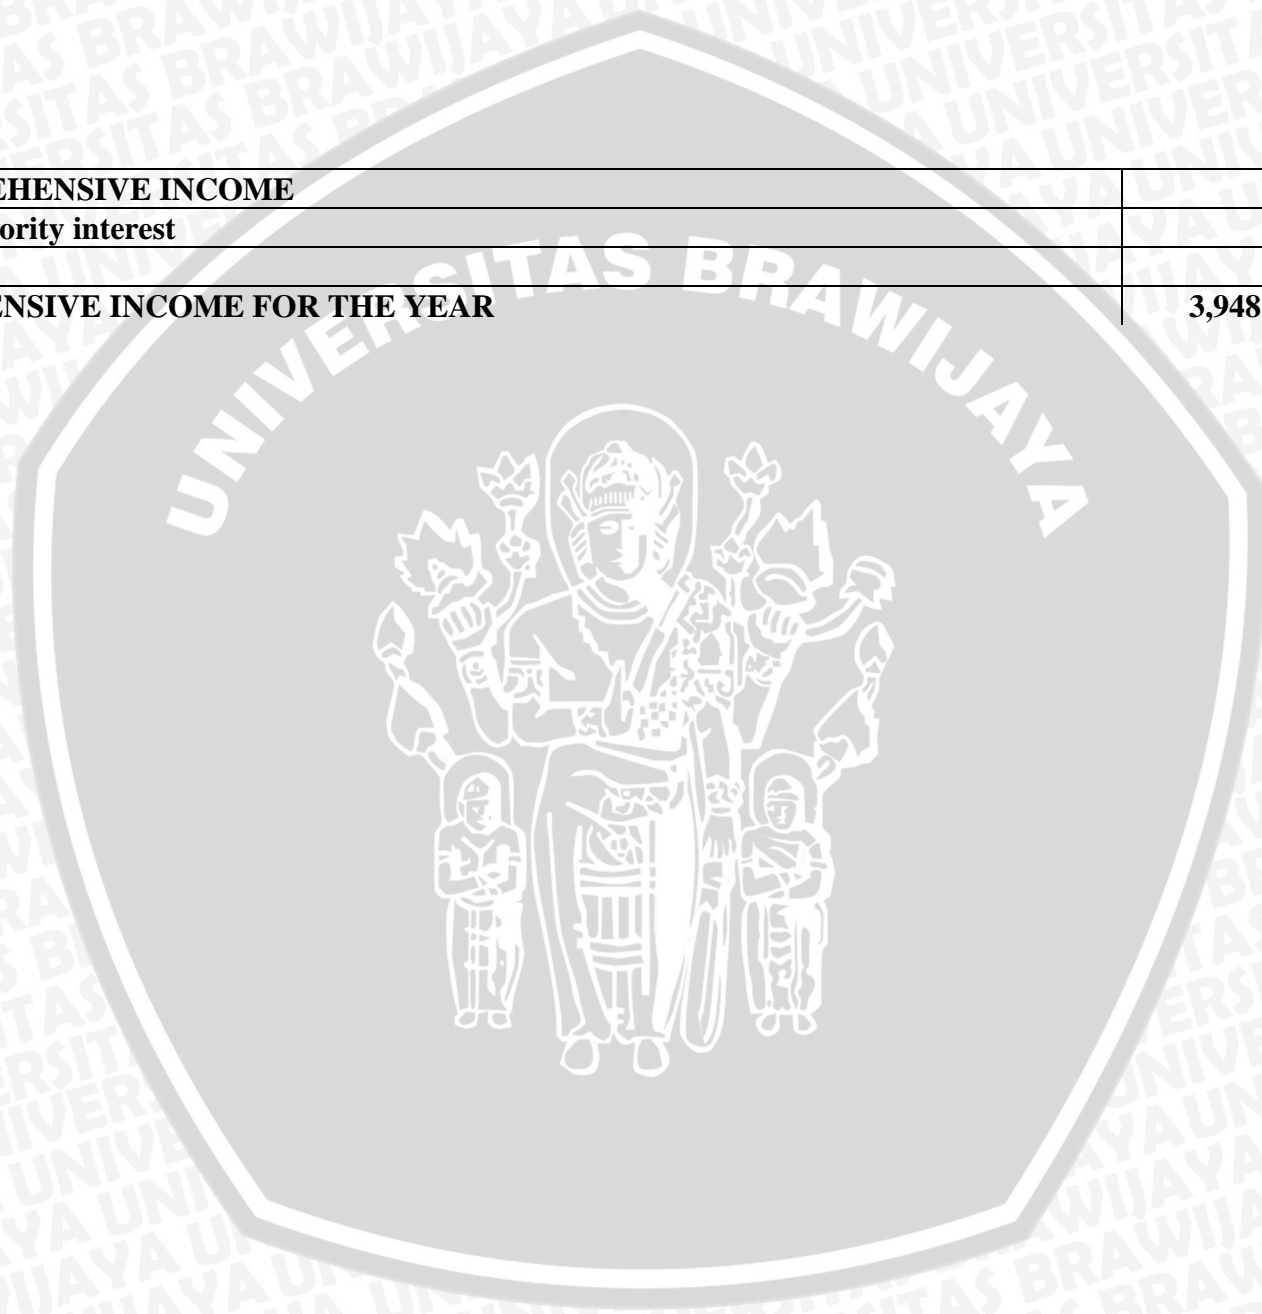 EHENSIVE INCOME
ority interest
ENSIVE INCOME FOR THE YEAR 3,948
UNIVERSITAS BRAWIJAYA